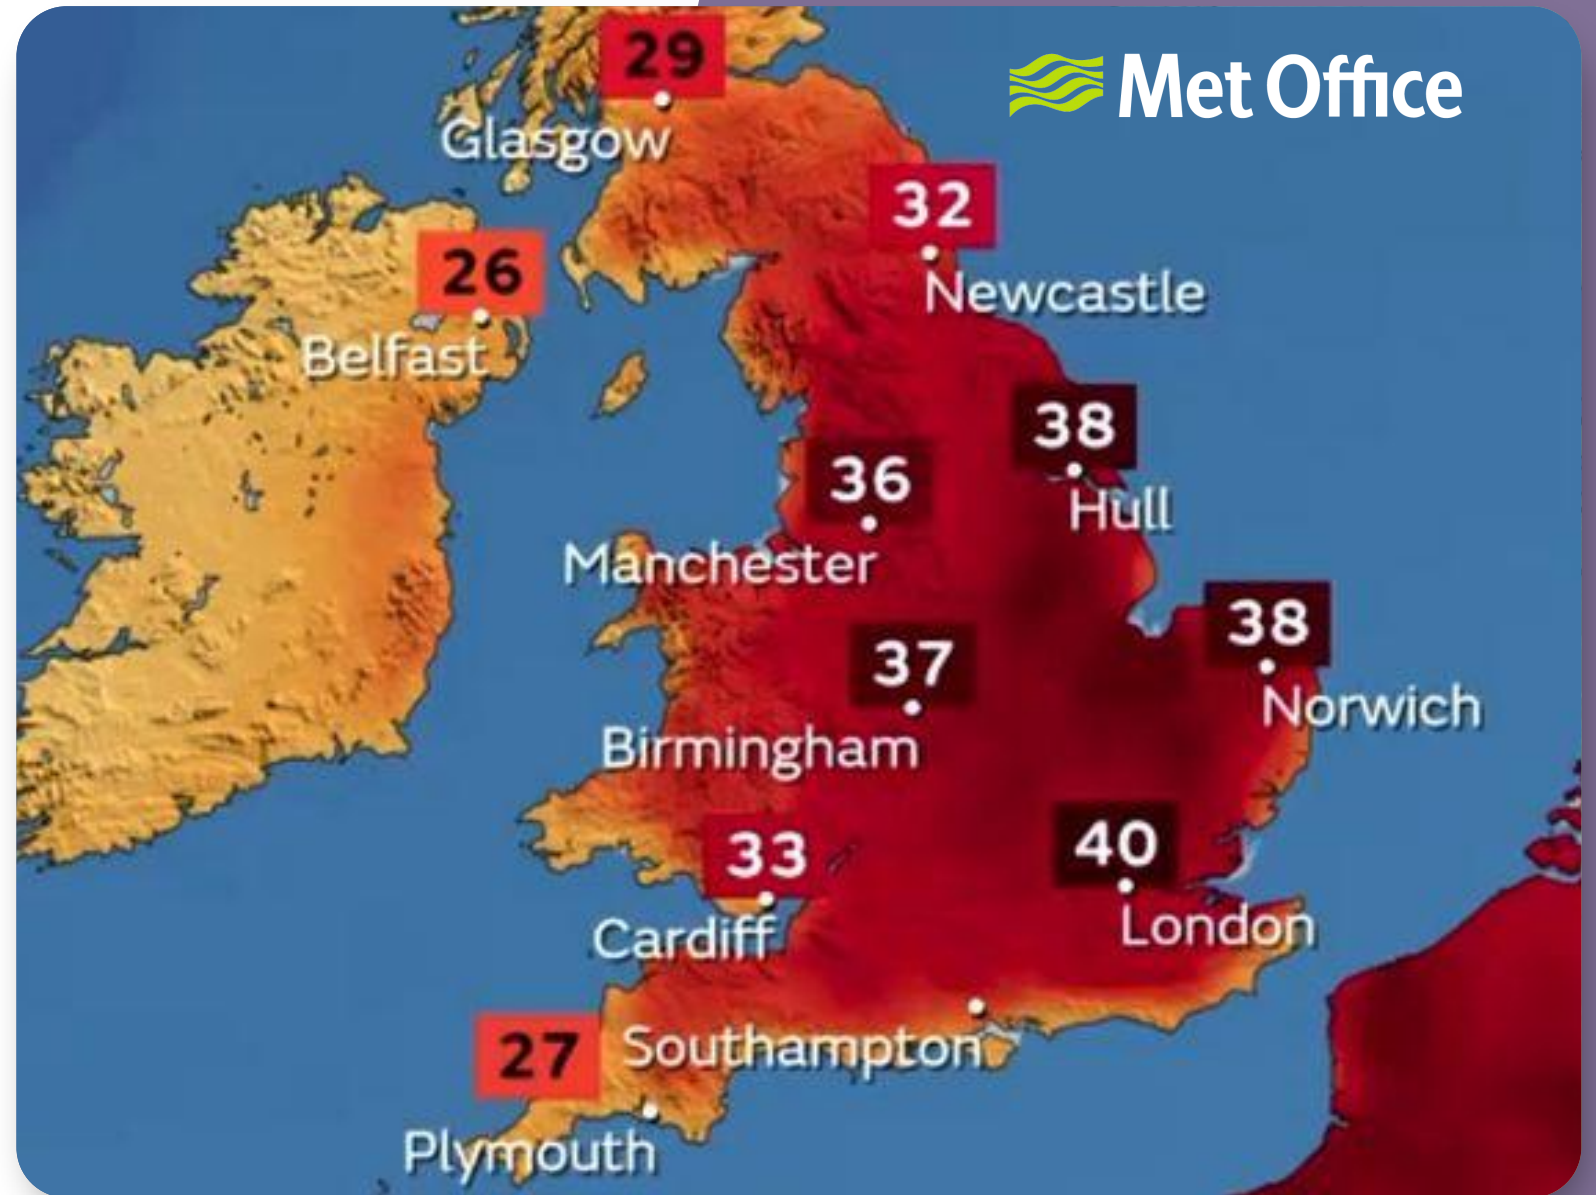 Met Office
29
Glasgow
32
Newcastle
26
Belfast
38
Hull
36
Manchester
38
Norwich
37
Birmingham
40
London
33
Cardiff
Southampton
27
Plymouth